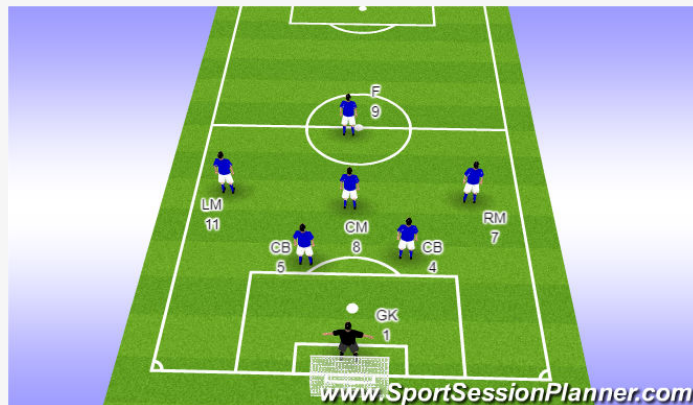 F
9
LM
11
CM
8
RM
7
CB
5
CB
4
GK
1
www.SportSessionPlanner.com